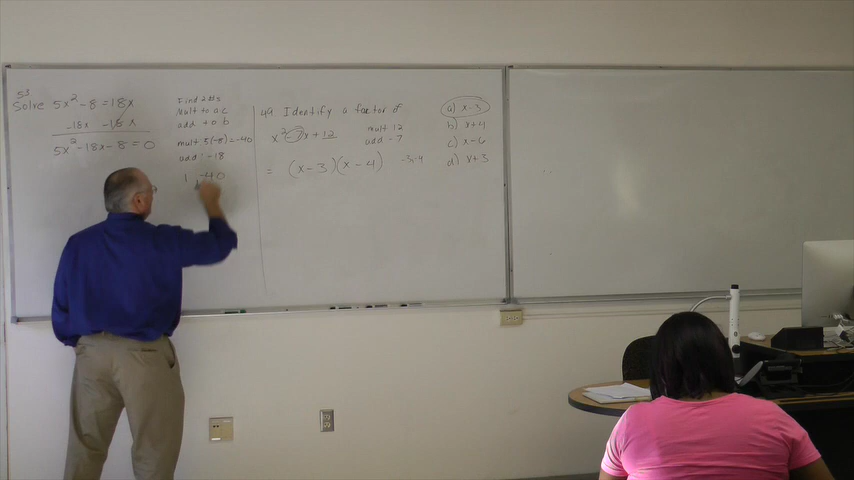 53
Solve 5x² - 8 = 18x
-18x -18x
5x² - 18x - 8 = 0
Find 2 #s
Mult to a·c
add to b
mult 5(-8) = -40
add: -18
1 -40
49 Identify a factor of
x² - 7x + 12
mult 12
add -7
= (x - 3)(x - 4)
-3, -4
a) x - 3
b) x + 4
c) x - 6
d) x + 3